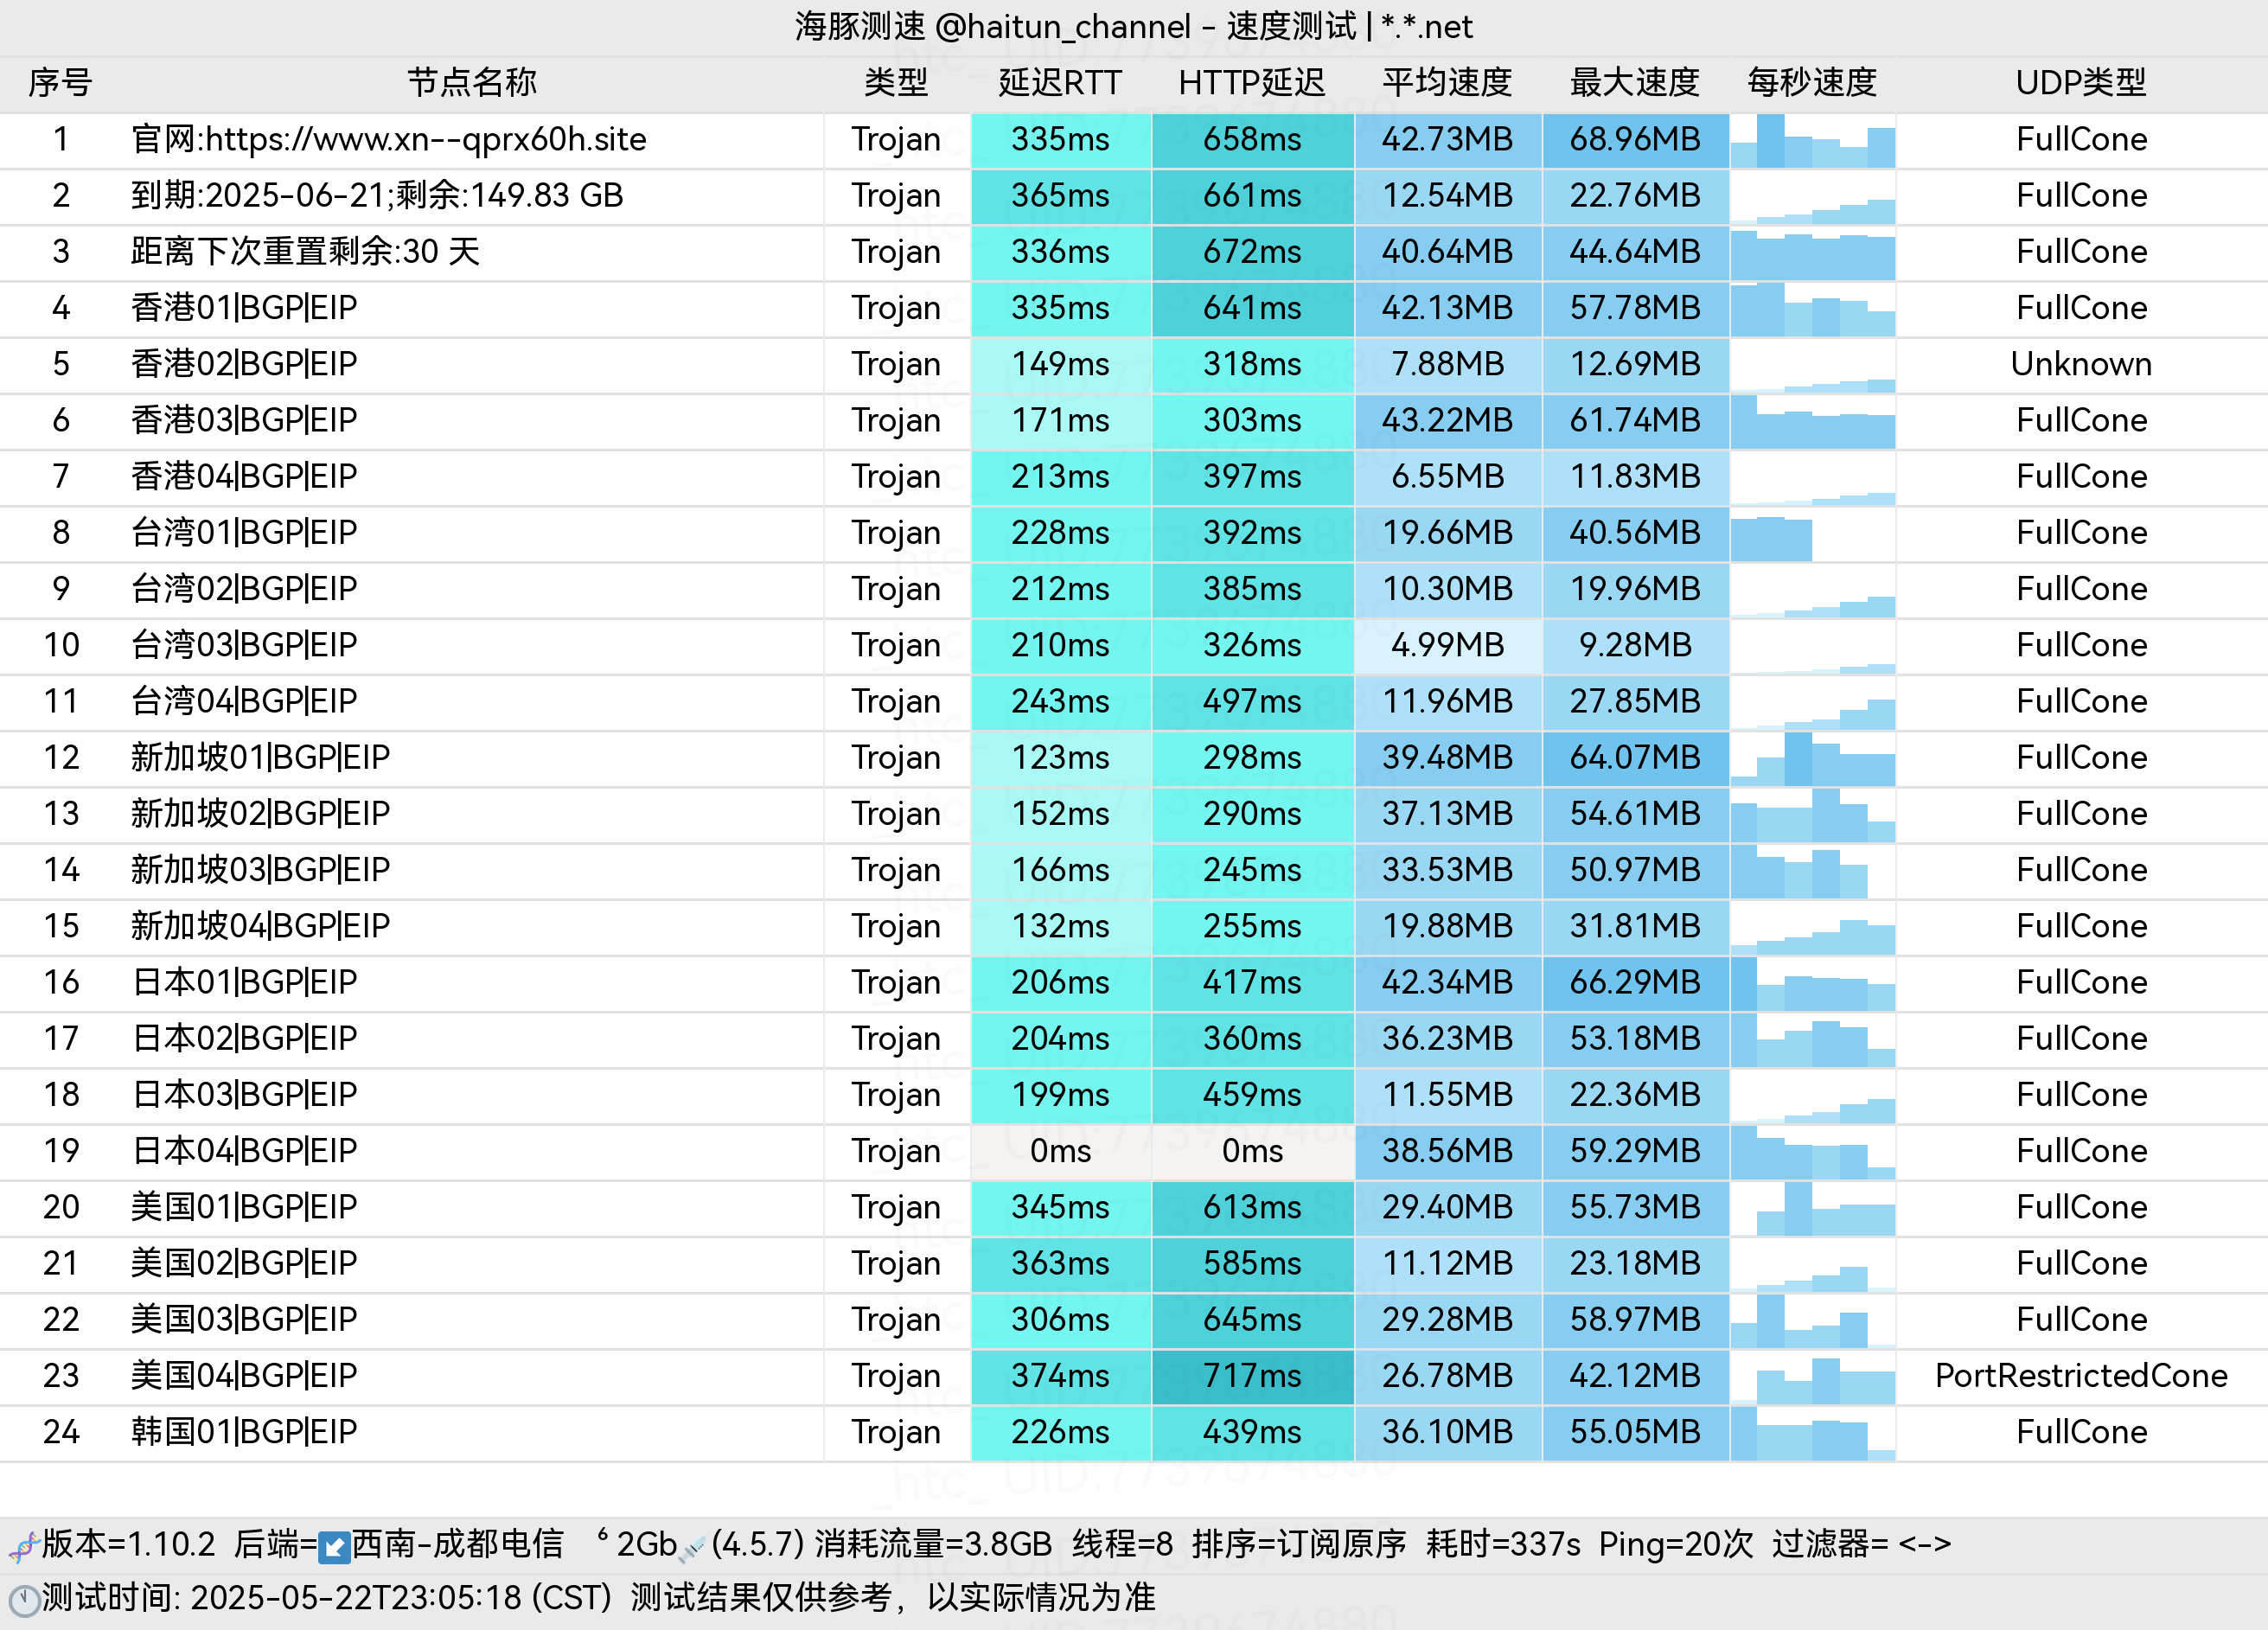 海豚测速 @haitun_channel - 速度测试 | *.*.net
序号 节点名称 类型 延迟RTT HTTP延迟 平均速度 最大速度 每秒速度 UDP类型
1 官网:https://www.xn--qprx60h.site Trojan 335ms 658ms 42.73MB 68.96MB FullCone
2 到期:2025-06-21;剩余:149.83 GB Trojan 365ms 661ms 12.54MB 22.76MB FullCone
3 距离下次重置剩余:30 天 Trojan 336ms 672ms 40.64MB 44.64MB FullCone
4 香港01|BGP|EIP Trojan 335ms 641ms 42.13MB 57.78MB FullCone
5 香港02|BGP|EIP Trojan 149ms 318ms 7.88MB 12.69MB Unknown
6 香港03|BGP|EIP Trojan 171ms 303ms 43.22MB 61.74MB FullCone
7 香港04|BGP|EIP Trojan 213ms 397ms 6.55MB 11.83MB FullCone
8 台湾01|BGP|EIP Trojan 228ms 392ms 19.66MB 40.56MB FullCone
9 台湾02|BGP|EIP Trojan 212ms 385ms 10.30MB 19.96MB FullCone
10 台湾03|BGP|EIP Trojan 210ms 326ms 4.99MB 9.28MB FullCone
11 台湾04|BGP|EIP Trojan 243ms 497ms 11.96MB 27.85MB FullCone
12 新加坡01|BGP|EIP Trojan 123ms 298ms 39.48MB 64.07MB FullCone
13 新加坡02|BGP|EIP Trojan 152ms 290ms 37.13MB 54.61MB FullCone
14 新加坡03|BGP|EIP Trojan 166ms 245ms 33.53MB 50.97MB FullCone
15 新加坡04|BGP|EIP Trojan 132ms 255ms 19.88MB 31.81MB FullCone
16 日本01|BGP|EIP Trojan 206ms 417ms 42.34MB 66.29MB FullCone
17 日本02|BGP|EIP Trojan 204ms 360ms 36.23MB 53.18MB FullCone
18 日本03|BGP|EIP Trojan 199ms 459ms 11.55MB 22.36MB FullCone
19 日本04|BGP|EIP Trojan 0ms 0ms 38.56MB 59.29MB FullCone
20 美国01|BGP|EIP Trojan 345ms 613ms 29.40MB 55.73MB FullCone
21 美国02|BGP|EIP Trojan 363ms 585ms 11.12MB 23.18MB FullCone
22 美国03|BGP|EIP Trojan 306ms 645ms 29.28MB 58.97MB FullCone
23 美国04|BGP|EIP Trojan 374ms 717ms 26.78MB 42.12MB PortRestrictedCone
24 韩国01|BGP|EIP Trojan 226ms 439ms 36.10MB 55.05MB FullCone
🧬版本=1.10.2 后端=↙️西南-成都电信 ⁶ 2Gb💉(4.5.7) 消耗流量=3.8GB 线程=8 排序=订阅原序 耗时=337s Ping=20次 过滤器= <->
🕚测试时间: 2025-05-22T23:05:18 (CST) 测试结果仅供参考，以实际情况为准
_htc_ UID:7739674880